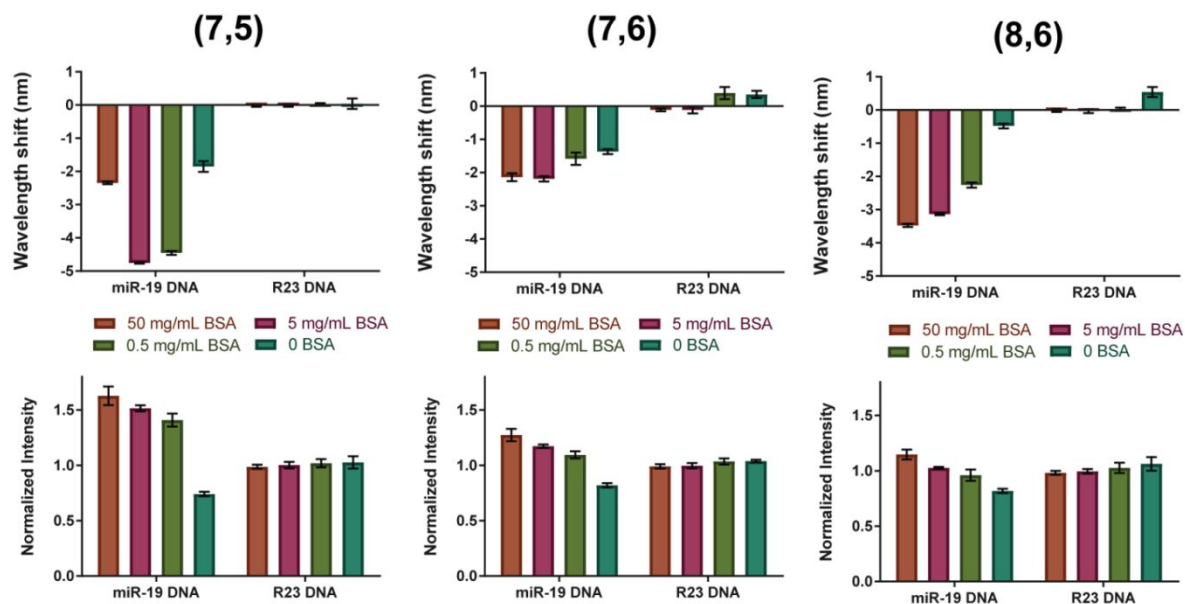 (7,5)
Wavelength shift (nm)
1
0
-1
-2
-3
-4
-5
miR-19 DNA R23 DNA
50 mg/mL BSA 5 mg/mL BSA
0.5 mg/mL BSA 0 BSA
Normalized Intensity
1.5
1.0
0.5
0.0
miR-19 DNA R23 DNA
(7,6)
Wavelength shift (nm)
1
0
-1
-2
-3
-4
-5
miR-19 DNA R23 DNA
50 mg/mL BSA 5 mg/mL BSA
0.5 mg/mL BSA 0 BSA
Normalized Intensity
1.5
1.0
0.5
0.0
miR-19 DNA R23 DNA
(8,6)
Wavelength shift (nm)
1
0
-1
-2
-3
-4
-5
miR-19 DNA R23 DNA
50 mg/mL BSA 5 mg/mL BSA
0.5 mg/mL BSA 0 BSA
Normalized Intensity
1.5
1.0
0.5
0.0
miR-19 DNA R23 DNA